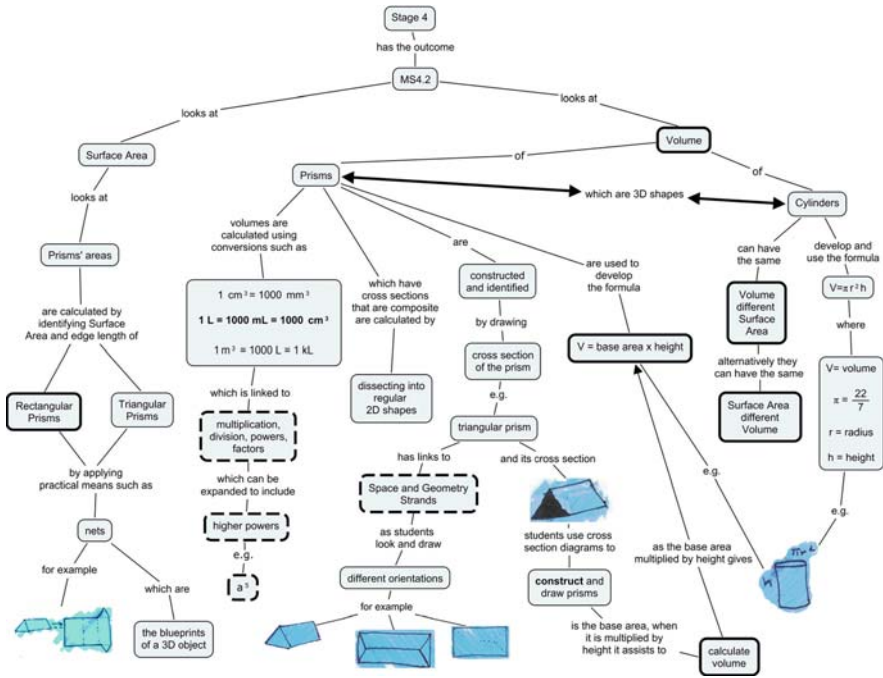 Stage 4
has the outcome
MS4.2
looks at
looks at
Surface Area
Volume
of
of
Prisms
which are 3D shapes
Cylinders
looks at
Prisms' areas
are calculated by
identifying Surface
Area and edge length of
Rectangular
Prisms
Triangular
Prisms
by applying
practical means such as
nets
for example
which are
the blueprints
of a 3D object
volumes are
calculated using
conversions such as
1 cm³ = 1000 mm³
1 L = 1000 mL = 1000 cm³
1 m³ = 1000 L = 1 kL
which is linked to
multiplication,
division, powers,
factors
which can be
expanded to include
higher powers
e.g.
a⁵
which have
cross sections
that are composite
are calculated by
dissecting into
regular
2D shapes
are
constructed
and identified
by drawing
cross section
of the prism
e.g.
triangular prism
has links to
and its cross section
Space and Geometry
Strands
as students
look and draw
different orientations
for example
students use cross
section diagrams to
construct and
draw prisms
is the base area, when
it is multiplied by
height it assists to
calculate
volume
as the base area
multiplied by height gives
are used to
develop
the formula
V = base area x height
e.g.
can have
the same
Volume
different
Surface
Area
alternatively they
can have the same
Surface Area
different
Volume
develop and
use the formula
V=π r² h
where
V= volume
π = 22/7
r = radius
h = height
e.g.